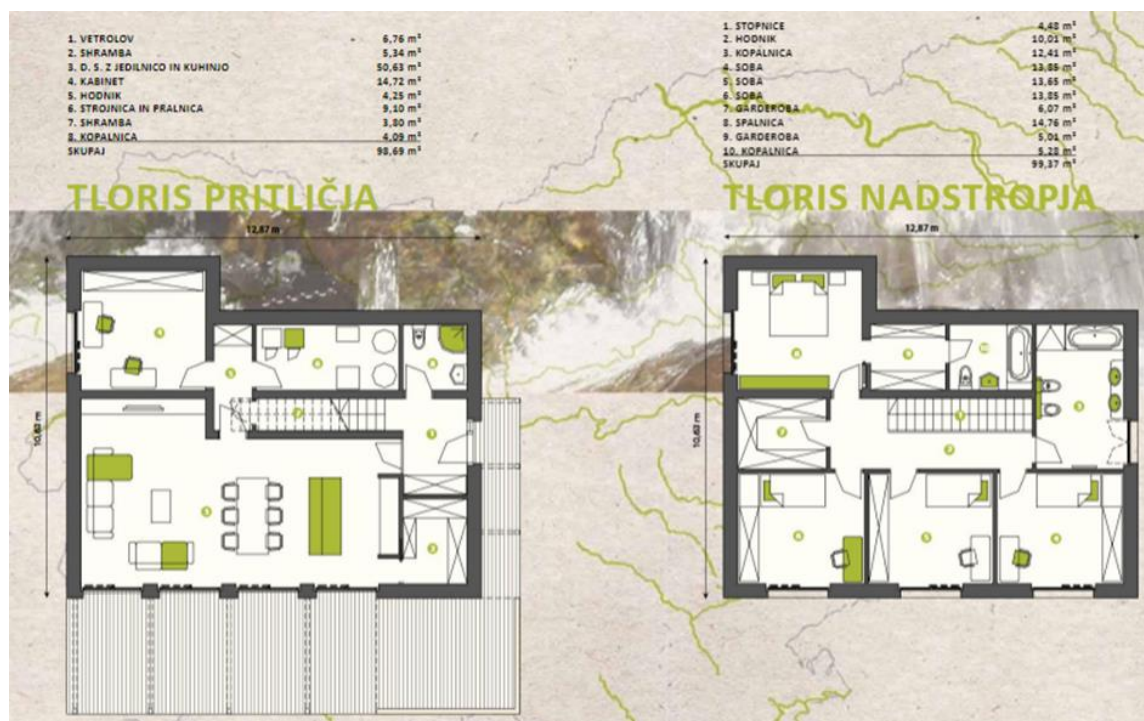 1. VETROLOV 6,76 m²
2. SHRAMBA 5,34 m²
3. D. S. Z JEDILNICO IN KUHINJO 50,63 m²
4. KABINET 14,72 m²
5. HODNIK 4,25 m²
6. STROJNICA IN PRALNICA 9,10 m²
7. SHRAMBA 3,80 m²
8. KOPALNICA 4,09 m²
SKUPAJ 98,69 m²
TLORIS PRITLIČJA
12,87 m
10,63 m
1. STOPNICE 4,48 m²
2. HODNIK 10,01 m²
3. KOPALNICA 12,41 m²
4. SOBA 13,85 m²
5. SOBA 13,65 m²
6. SOBA 13,85 m²
7. GARDEROBA 6,07 m²
8. SPALNICA 14,76 m²
9. GARDEROBA 5,01 m²
10. KOPALNICA 5,28 m²
SKUPAJ 99,37 m²
TLORIS NADSTROPJA
12,87 m
10,63 m